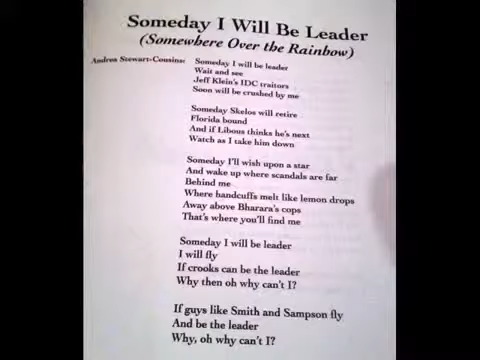 Someday I Will Be Leader
(Somewhere Over the Rainbow)
Andrea Stewart-Cousins: Someday I will be leader
Wait and see
Jeff Klein's IDC traitors
Soon will be crushed by me
Someday Skelos will retire
Florida bound
And if Libous thinks he's next
Watch as I take him down
Someday I'll wish upon a star
And wake up where scandals are far
Behind me
Where handcuffs melt like lemon drops
Away above Bharara's cops
That's where you'll find me
Someday I will be leader
I will fly
If crooks can be the leader
Why then oh why can't I?
If guys like Smith and Sampson fly
And be the leader
Why, oh why can't I?